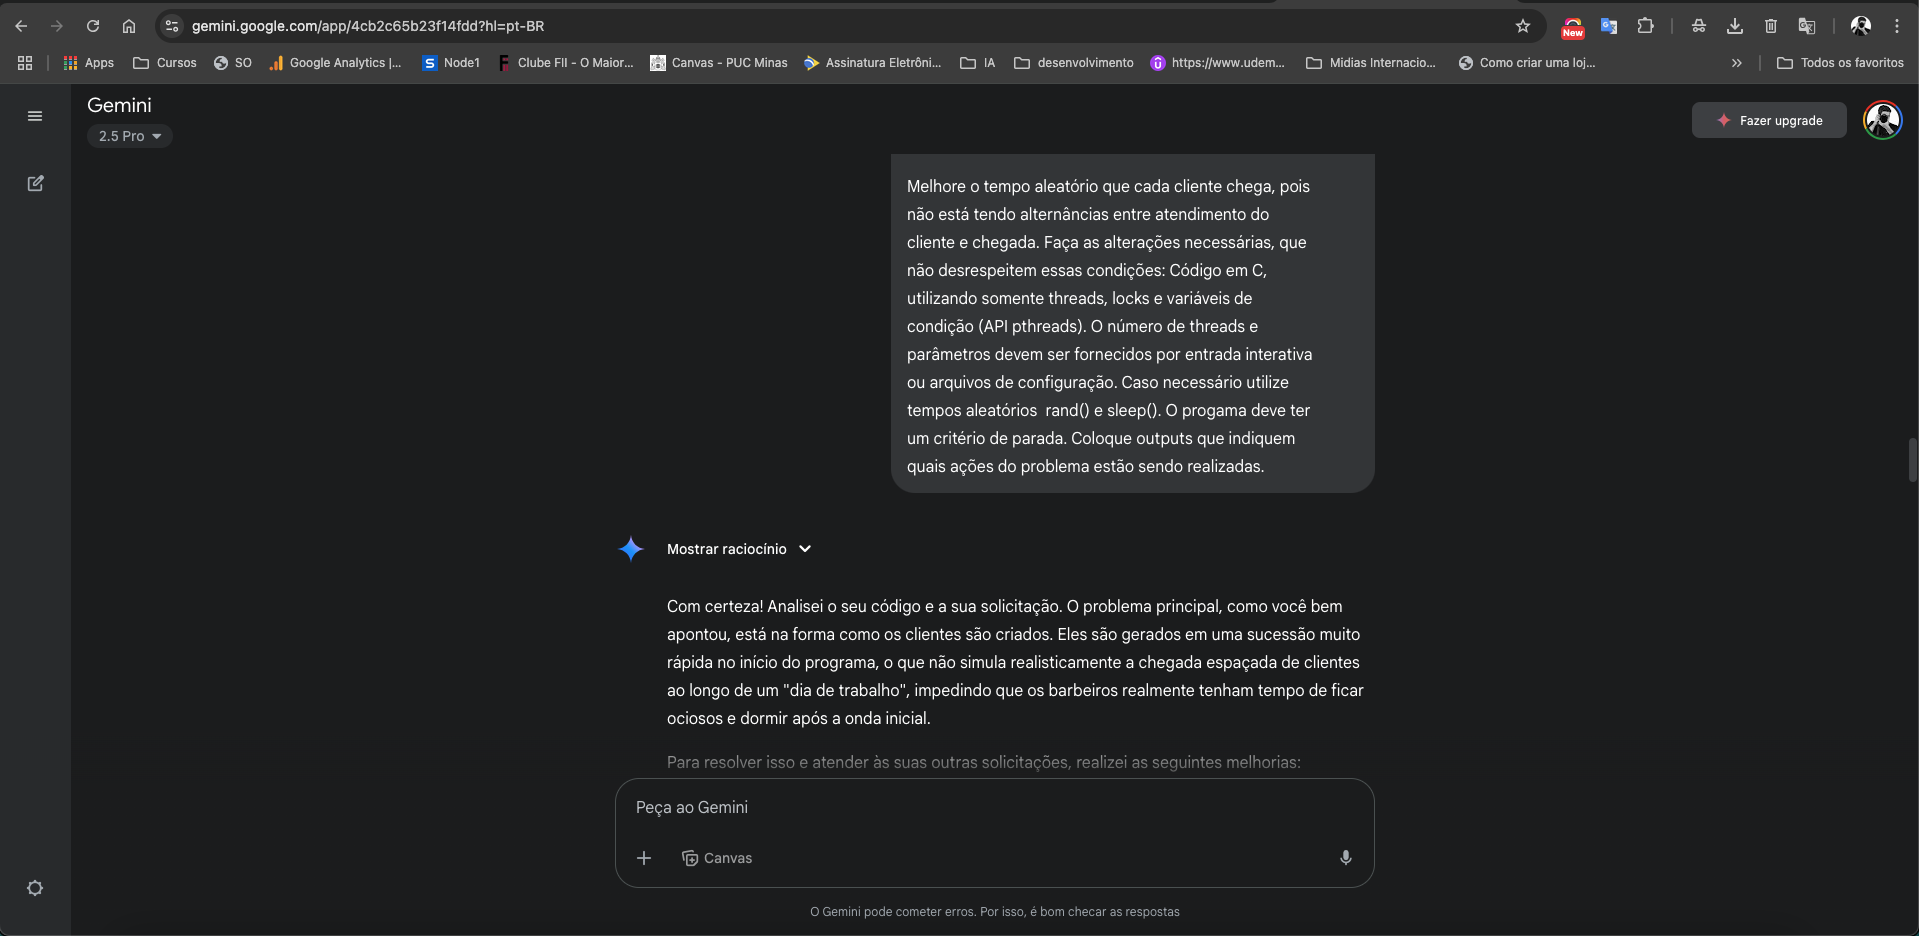 gemini.google.com/app/4cb2c65b23f14fdd?hl=pt-BR
New
Apps
Cursos
SO
Google Analytics |...
S
Node1
F
Clube FII - O Maior...
Canvas - PUC Minas
Assinatura Eletrôni...
IA
desenvolvimento
https://www.udem...
Midias Internacio...
Como criar uma loj...
Todos os favoritos
Gemini
2.5 Pro
Fazer upgrade
Melhore o tempo aleatório que cada cliente chega, pois
não está tendo alternâncias entre atendimento do
cliente e chegada. Faça as alterações necessárias, que
não desrespeitem essas condições: Código em C,
utilizando somente threads, locks e variáveis de
condição (API pthreads). O número de threads e
parâmetros devem ser fornecidos por entrada interativa
ou arquivos de configuração. Caso necessário utilize
tempos aleatórios  rand() e sleep(). O progama deve ter
um critério de parada. Coloque outputs que indiquem
quais ações do problema estão sendo realizadas.
Mostrar raciocínio
Com certeza! Analisei o seu código e a sua solicitação. O problema principal, como você bem
apontou, está na forma como os clientes são criados. Eles são gerados em uma sucessão muito
rápida no início do programa, o que não simula realisticamente a chegada espaçada de clientes
ao longo de um "dia de trabalho", impedindo que os barbeiros realmente tenham tempo de ficar
ociosos e dormir após a onda inicial.
Para resolver isso e atender às suas outras solicitações, realizei as seguintes melhorias:
Peça ao Gemini
Canvas
O Gemini pode cometer erros. Por isso, é bom checar as respostas